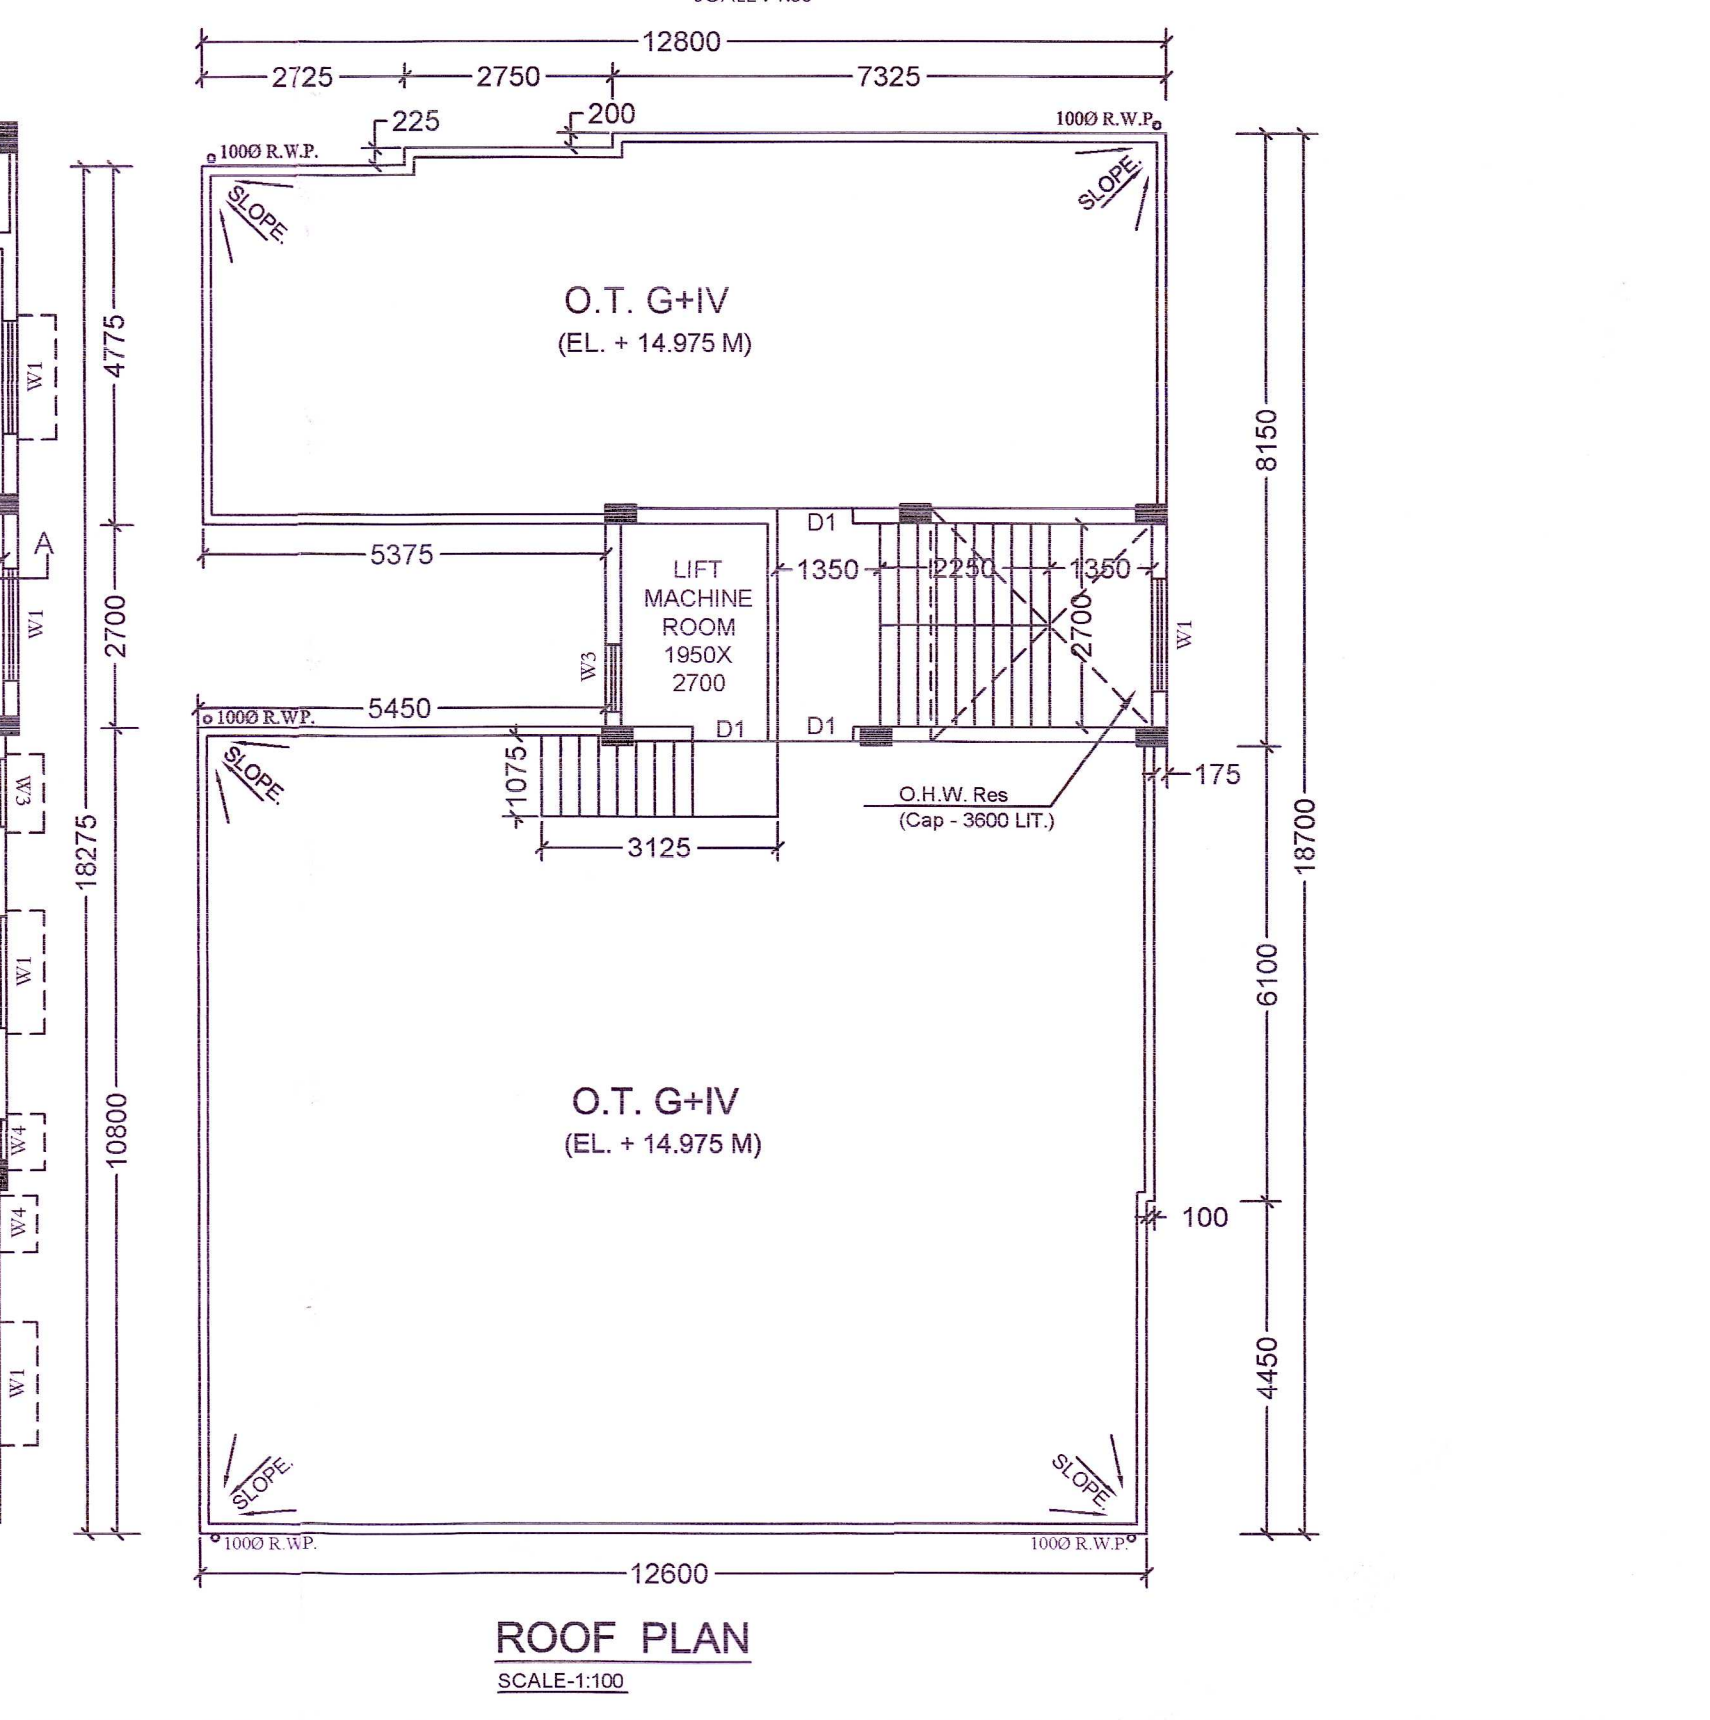 12800
2725
2750
7325
225
200
100Ø R.W.P.
100Ø R.W.P.
SLOPE.
SLOPE.
O.T. G+IV
(EL. + 14.975 M)
4775
8150
W1
A
W1
2700
5375
D1
LIFT
MACHINE
ROOM
1950X
2700
1350
2250
1350
2700
W3
W1
5450
100Ø R.WP.
D1
D1
SLOPE.
1075
3125
O.H.W. Res
(Cap - 3600 LIT.)
175
W3
18275
18700
W1
6100
O.T. G+IV
(EL. + 14.975 M)
10800
W4
W4
100
4450
W1
SLOPE.
SLOPE.
100Ø R.WP.
100Ø R.W.P.
12600
ROOF PLAN
SCALE-1:100